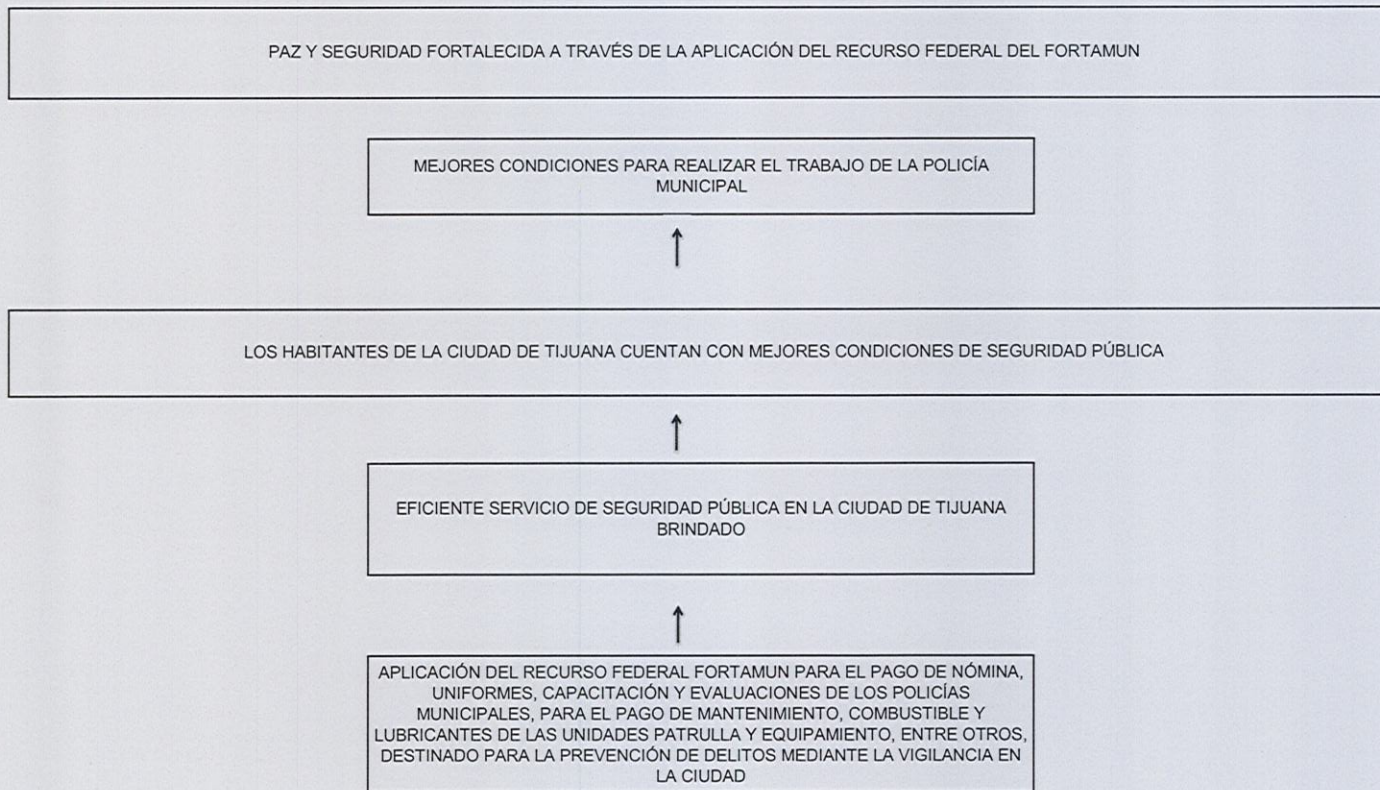 PAZ Y SEGURIDAD FORTALECIDA A TRAVÉS DE LA APLICACIÓN DEL RECURSO FEDERAL DEL FORTAMUN
MEJORES CONDICIONES PARA REALIZAR EL TRABAJO DE LA POLICÍA
MUNICIPAL
LOS HABITANTES DE LA CIUDAD DE TIJUANA CUENTAN CON MEJORES CONDICIONES DE SEGURIDAD PÚBLICA
EFICIENTE SERVICIO DE SEGURIDAD PÚBLICA EN LA CIUDAD DE TIJUANA
BRINDADO
APLICACIÓN DEL RECURSO FEDERAL FORTAMUN PARA EL PAGO DE NÓMINA,
UNIFORMES, CAPACITACIÓN Y EVALUACIONES DE LOS POLICÍAS
MUNICIPALES, PARA EL PAGO DE MANTENIMIENTO, COMBUSTIBLE Y
LUBRICANTES DE LAS UNIDADES PATRULLA Y EQUIPAMIENTO, ENTRE OTROS,
DESTINADO PARA LA PREVENCIÓN DE DELITOS MEDIANTE LA VIGILANCIA EN
LA CIUDAD